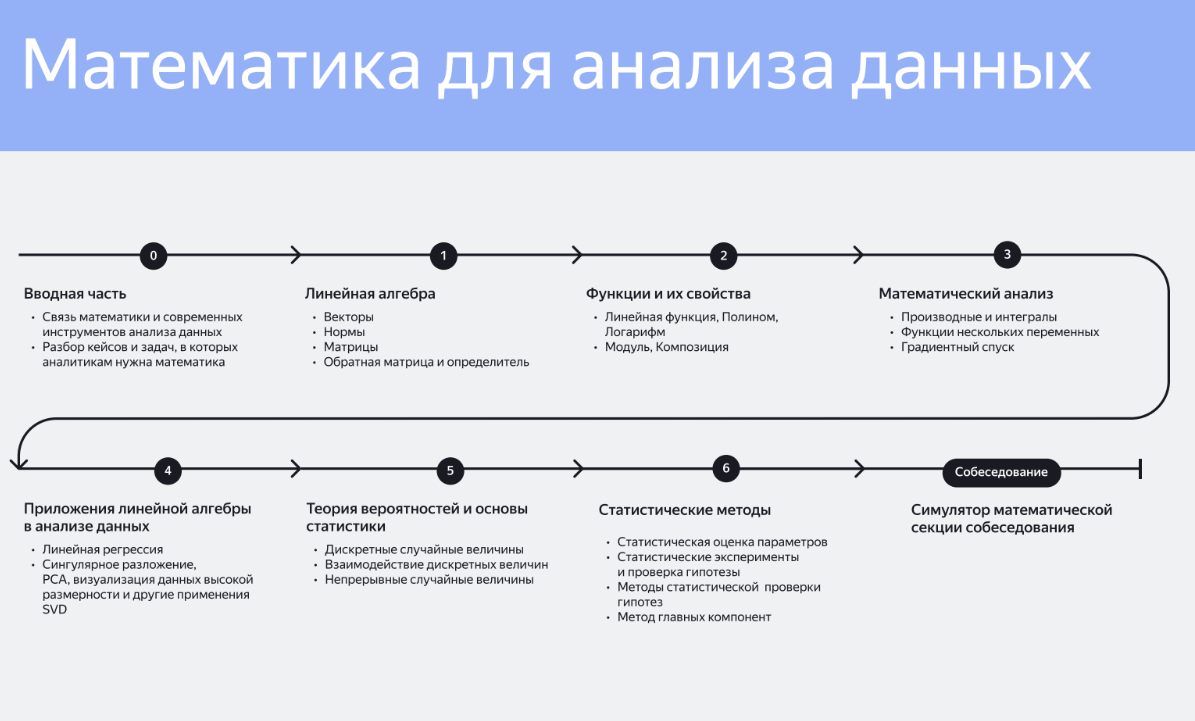 Математика для анализа данных
0
Вводная часть
• Связь математики и современных
инструментов анализа данных
• Разбор кейсов и задач, в которых
аналитикам нужна математика
1
Линейная алгебра
• Векторы
• Нормы
• Матрицы
• Обратная матрица и определитель
2
Функции и их свойства
• Линейная функция, Полином,
Логарифм
• Модуль, Композиция
3
Математический анализ
• Производные и интегралы
• Функции нескольких переменных
• Градиентный спуск
4
Приложения линейной алгебры
в анализе данных
• Линейная регрессия
• Сингулярное разложение,
PCA, визуализация данных высокой
размерности и другие применения
SVD
5
Теория вероятностей и основы
статистики
• Дискретные случайные величины
• Взаимодействие дискретных величин
• Непрерывные случайные величины
6
Статистические методы
• Статистическая оценка параметров
• Статистические эксперименты
и проверка гипотезы
• Методы статистической проверки
гипотез
• Метод главных компонент
Собеседование
Симулятор математической
секции собеседования